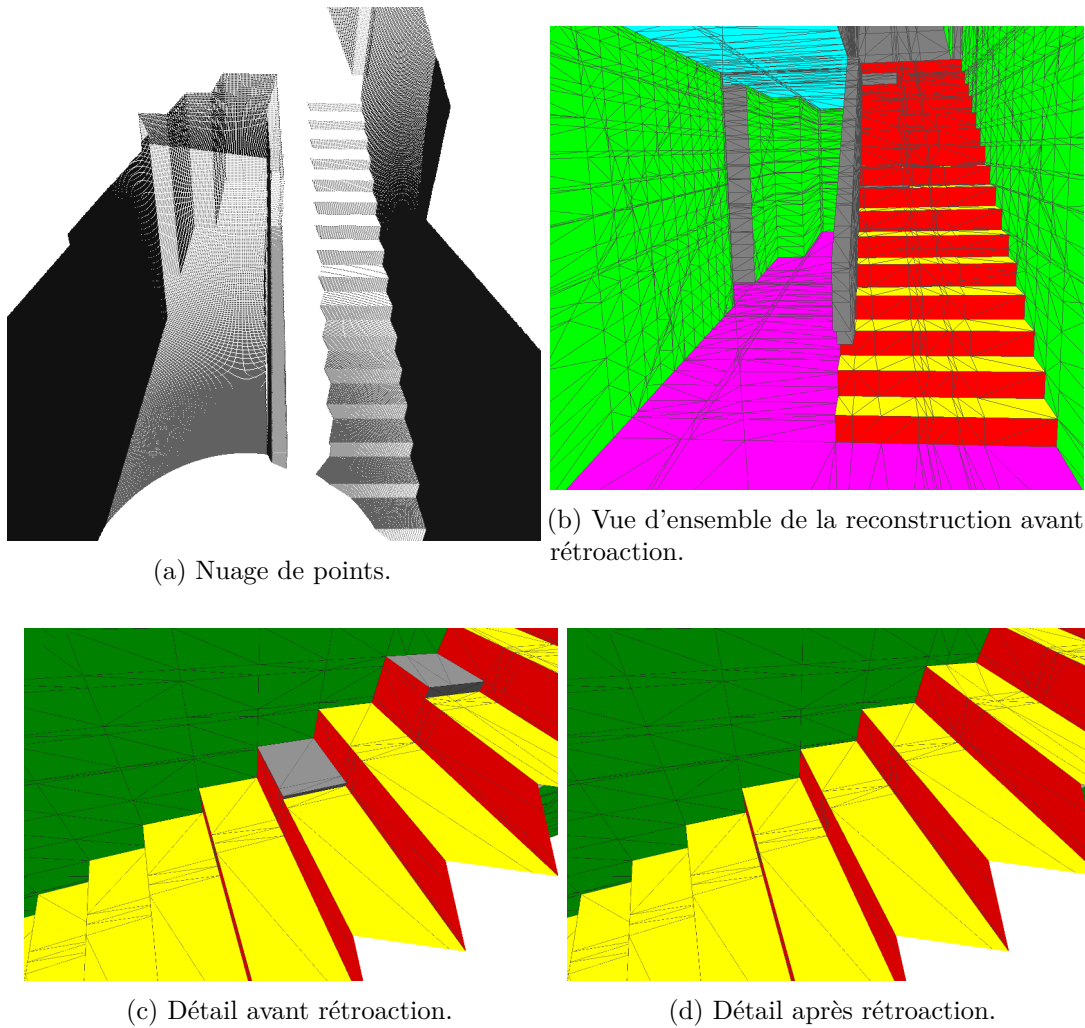 (a) Nuage de points.
(b) Vue d'ensemble de la reconstruction avant
rétroaction.
(c) Détail avant rétroaction.
(d) Détail après rétroaction.